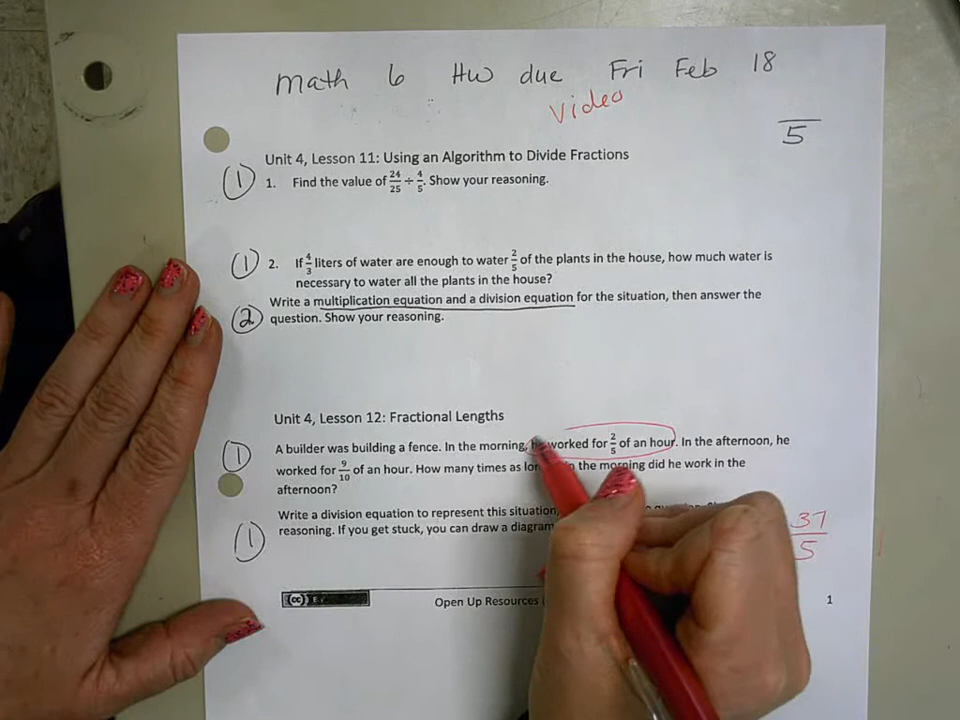 math 6 HW due Fri Feb 18
video
5
Unit 4, Lesson 11: Using an Algorithm to Divide Fractions
① 1. Find the value of 24/25 ÷ 4/5. Show your reasoning.
① 2. If 4/3 liters of water are enough to water 2/5 of the plants in the house, how much water is
necessary to water all the plants in the house?
Write a multiplication equation and a division equation for the situation, then answer the
② question. Show your reasoning.
Unit 4, Lesson 12: Fractional Lengths
① A builder was building a fence. In the morning, he worked for 2/5 of an hour. In the afternoon, he
worked for 9/10 of an hour. How many times as the morning did he work in the
afternoon?
Write a division equation to represent this situation,
① reasoning. If you get stuck, you can draw a diagram
37/5
(cc) Open Up Resources 1